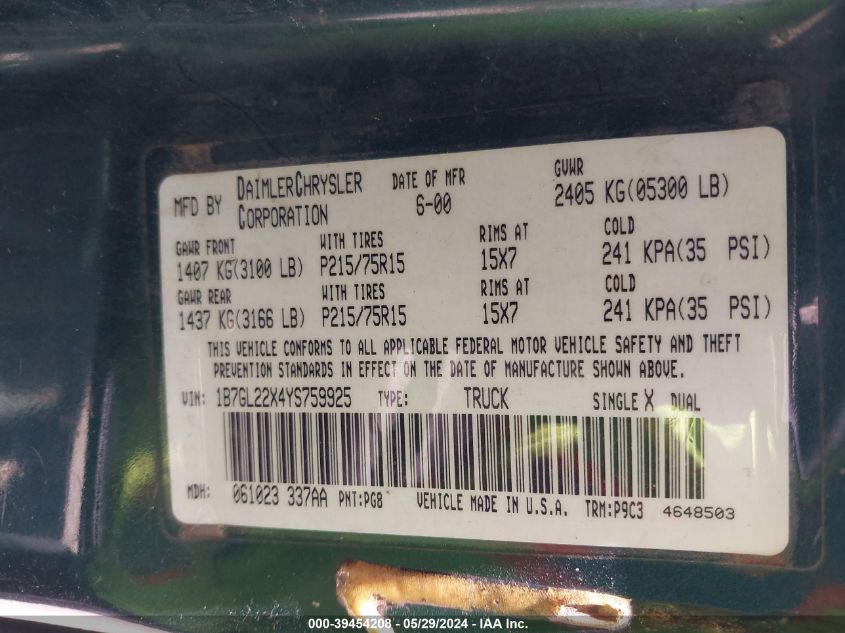 MFD BY DAIMLERCHRYSLER CORPORATION DATE OF MFR 6-00 GVWR 2405 KG(05300 LB)
GAWR FRONT WITH TIRES RIMS AT COLD
1407 KG(3100 LB) P215/75R15 15X7 241 KPA(35 PSI)
GAWR REAR WITH TIRES RIMS AT COLD
1437 KG(3166 LB) P215/75R15 15X7 241 KPA(35 PSI)
THIS VEHICLE CONFORMS TO ALL APPLICABLE FEDERAL MOTOR VEHICLE SAFETY AND THEFT
PREVENTION STANDARDS IN EFFECT ON THE DATE OF MANUFACTURE SHOWN ABOVE.
VIN: 1B7GL22X4YS759925 TYPE: TRUCK SINGLE X DUAL
MDH: 061023 337AA PNT:PG8 VEHICLE MADE IN U.S.A. TRM:P9C3 4648503
000-39454208 - 05/29/2024 - IAA Inc.